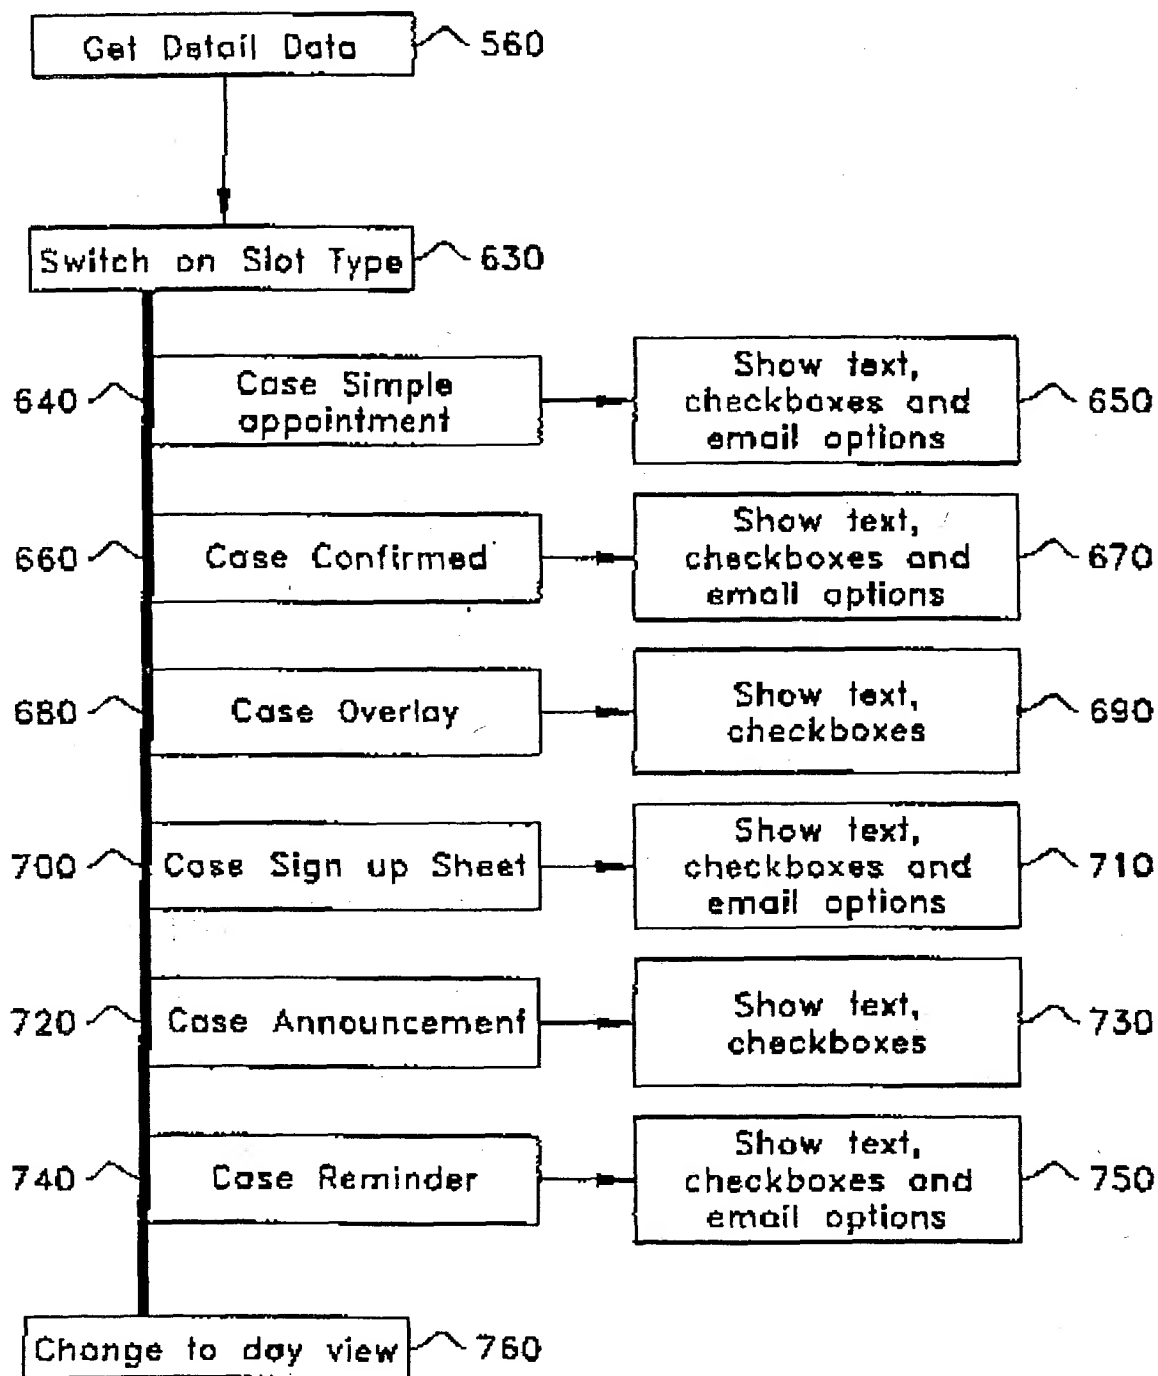 Get Detail Data 560
Switch on Slot Type 630
640 Case Simple
appointment
Show text,
checkboxes and
email options
650
660 Case Confirmed
Show text,
checkboxes and
email options
670
680 Case Overlay
Show text,
checkboxes
690
700 Case Sign up Sheet
Show text,
checkboxes and
email options
710
720 Case Announcement
Show text,
checkboxes
730
740 Case Reminder
Show text,
checkboxes and
email options
750
Change to day view 760